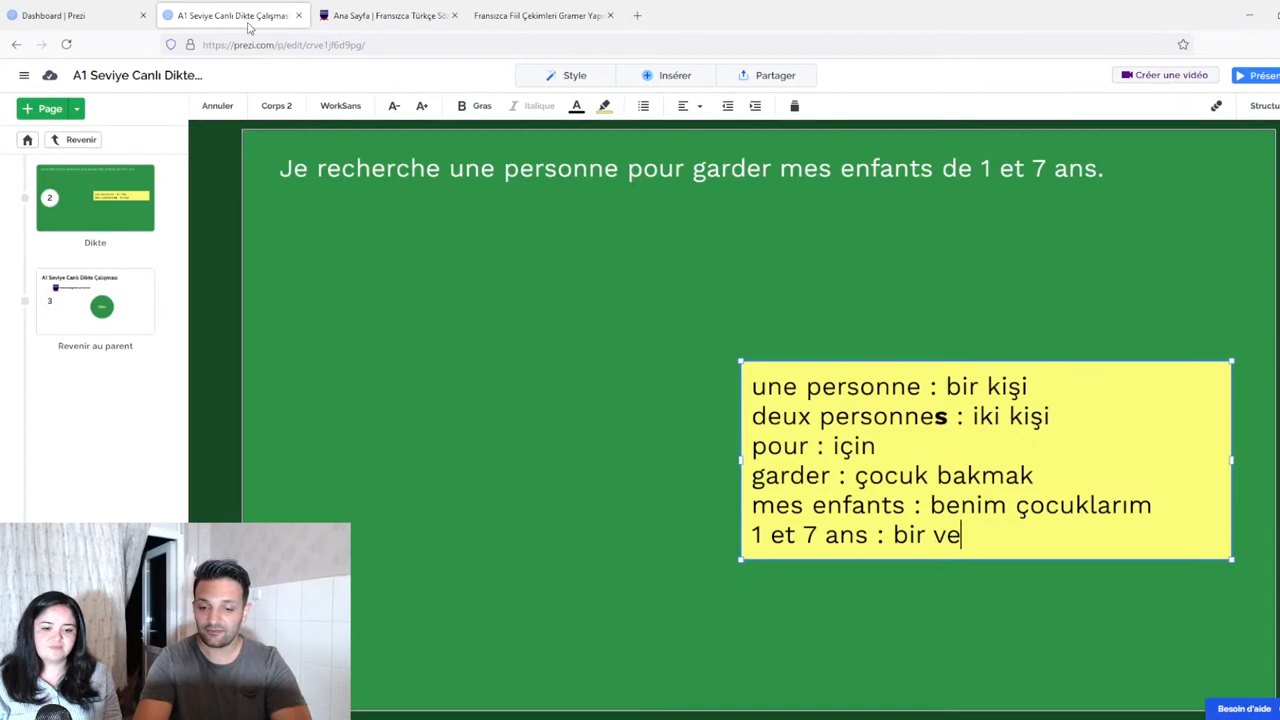 Dashboard | Prezi
A1 Seviye Canlı Dikte Çalışmas
Ana Sayfa | Fransızca Türkçe Söz
Fransızca Fiil Çekimleri Gramer Yapı
https://prezi.com/p/edit/crve1jf6d9pg/
A1 Seviye Canlı Dikte...
Style
Insérer
Partager
Créer une vidéo
Présen
Page
Annuler
Corps 2
WorkSans
A-
A+
B Gras
I Italique
A
Structu
Revenir
2
Dikte
A1 Seviye Canlı Dikte Çalışması
3
Revenir au parent
Je recherche une personne pour garder mes enfants de 1 et 7 ans.
une personne : bir kişi
deux personnes : iki kişi
pour : için
garder : çocuk bakmak
mes enfants : benim çocuklarım
1 et 7 ans : bir ve
Besoin d'aide